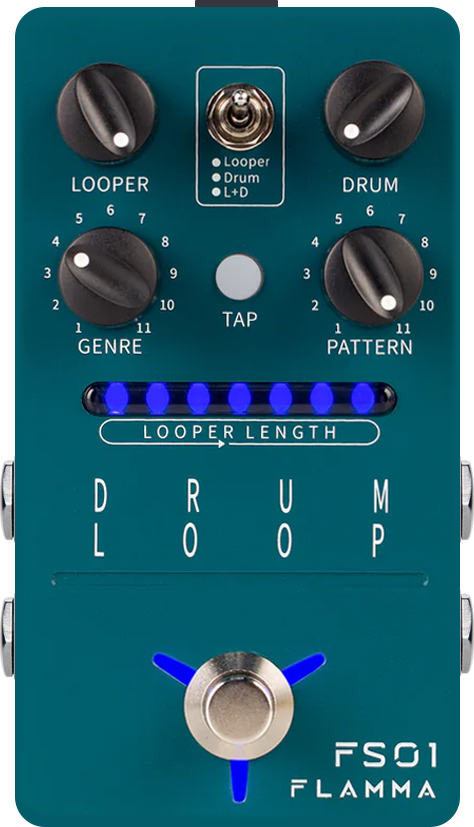 Looper
Drum
L+D
LOOPER
DRUM
1 2 3 4 5 6 7 8 9 10 11
TAP
1 2 3 4 5 6 7 8 9 10 11
GENRE
PATTERN
LOOPER LENGTH
DRUM
LOOP
FS01
FLAMMA